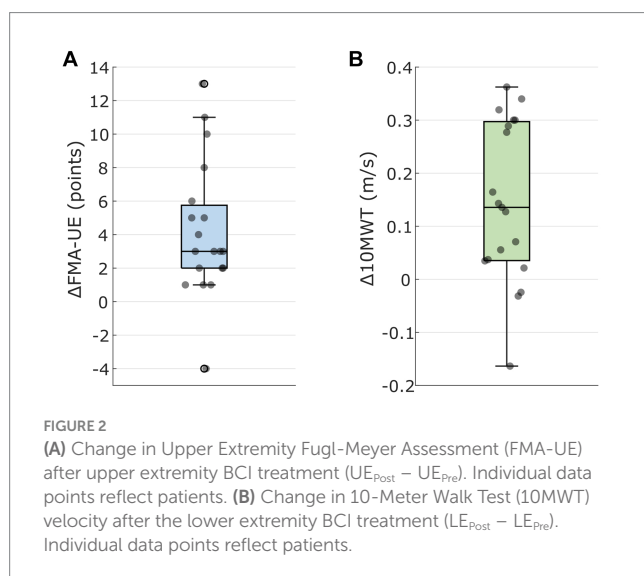 A
14
12
10
8
6
4
2
0
-2
-4
ΔFMA-UE (points)
B
0.4
0.3
0.2
0.1
0
-0.1
-0.2
Δ10MWT (m/s)
FIGURE 2
(A) Change in Upper Extremity Fugl-Meyer Assessment (FMA-UE)
after upper extremity BCI treatment (UEPost – UEPre). Individual data
points reflect patients. (B) Change in 10-Meter Walk Test (10MWT)
velocity after the lower extremity BCI treatment (LEPost – LEPre).
Individual data points reflect patients.